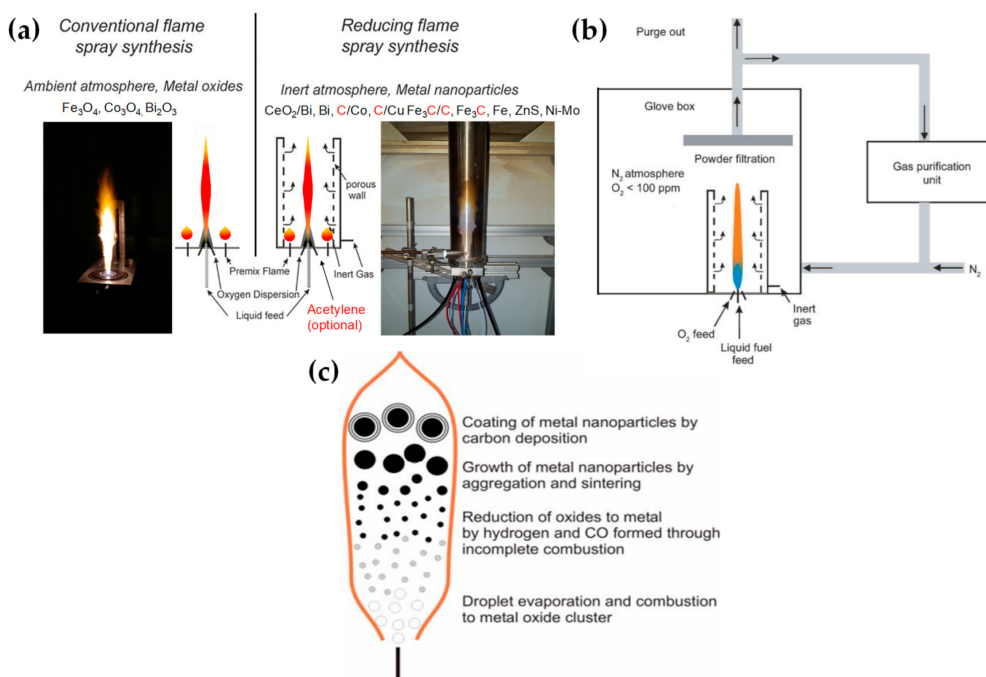 (a)
Conventional flame
spray synthesis
Ambient atmosphere, Metal oxides
Fe₃O₄, Co₃O₄, Bi₂O₃
Reducing flame
spray synthesis
Inert atmosphere, Metal nanoparticles
CeO₂/Bi, Bi, C/Co, C/Cu Fe₃C/C, Fe₃C, Fe, ZnS, Ni-Mo
porous
wall
Premix Flame
Inert Gas
Oxygen Dispersion
Liquid feed
Acetylene
(optional)
(b)
Purge out
Glove box
Powder filtration
N₂ atmosphere
O₂ < 100 ppm
Gas purification
unit
N₂
Inert
gas
O₂ feed
Liquid fuel
feed
(c)
Coating of metal nanoparticles by
carbon deposition
Growth of metal nanoparticles by
aggregation and sintering
Reduction of oxides to metal
by hydrogen and CO formed through
incomplete combustion
Droplet evaporation and combustion
to metal oxide cluster